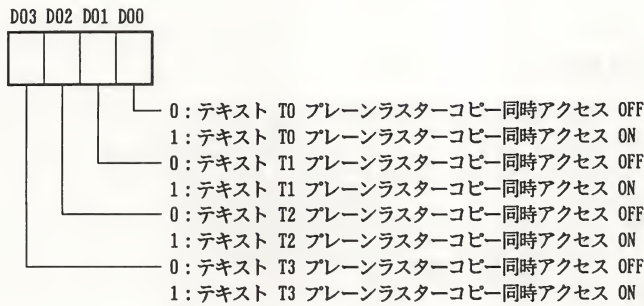 D03 D02 D01 D00
0：テキスト T0 プレーンラスターコピー同時アクセス OFF
1：テキスト T0 プレーンラスターコピー同時アクセス ON
0：テキスト T1 プレーンラスターコピー同時アクセス OFF
1：テキスト T1 プレーンラスターコピー同時アクセス ON
0：テキスト T2 プレーンラスターコピー同時アクセス OFF
1：テキスト T2 プレーンラスターコピー同時アクセス ON
0：テキスト T3 プレーンラスターコピー同時アクセス OFF
1：テキスト T3 プレーンラスターコピー同時アクセス ON